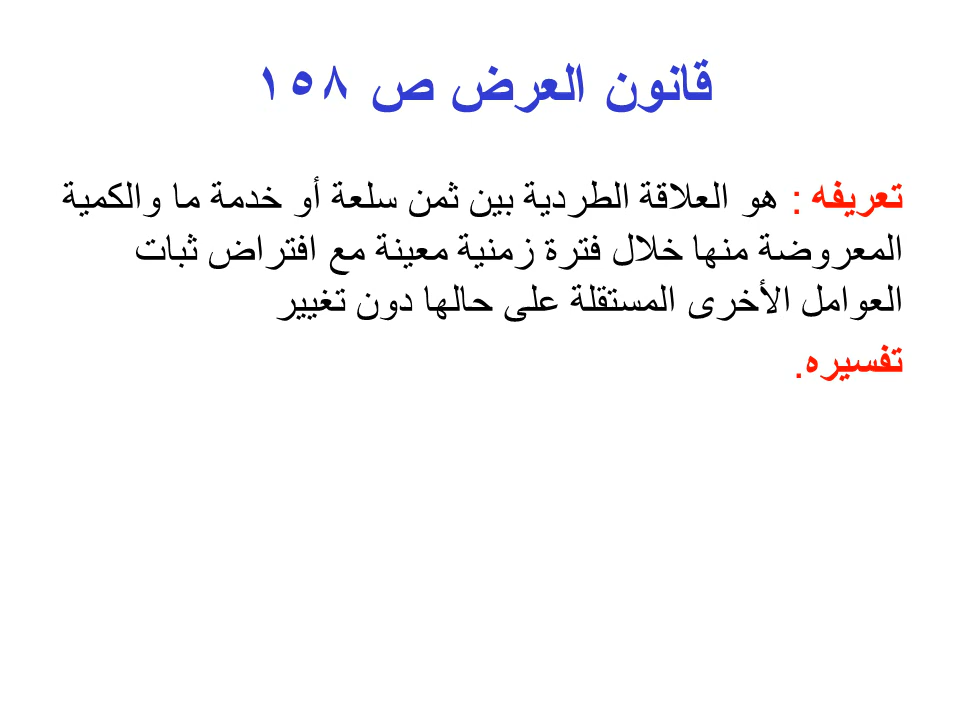 قانون العرض ص ١٥٨
تعريفه : هو العلاقة الطردية بين ثمن سلعة أو خدمة ما والكمية
المعروضة منها خلال فترة زمنية معينة مع افتراض ثبات
العوامل الأخرى المستقلة على حالها دون تغيير
تفسيره.